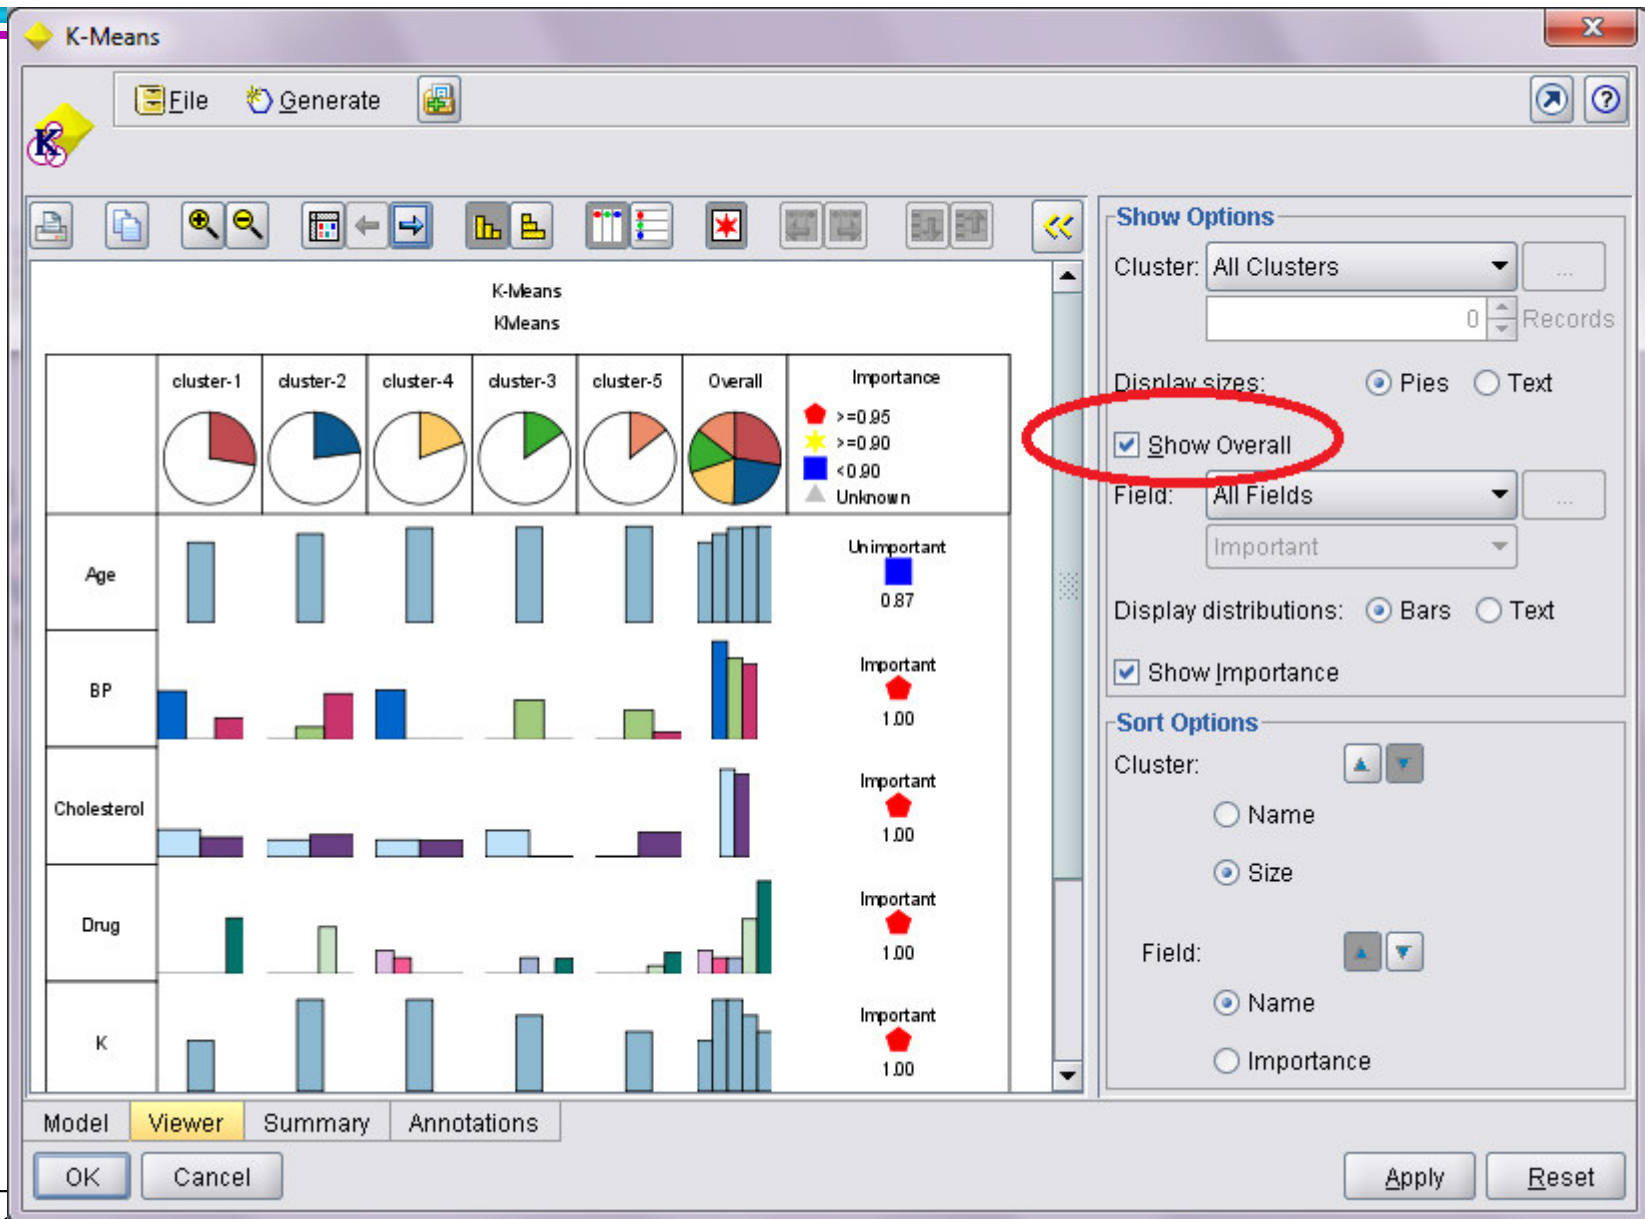 K-Means
File Generate
K-Means
KMeans
cluster-1 cluster-2 cluster-4 cluster-3 cluster-5 Overall Importance
>=0.95
>=0.90
<0.90
Unknown
Age
Unimportant
0.87
BP
Important
1.00
Cholesterol
Important
1.00
Drug
Important
1.00
K
Important
1.00
Show Options
Cluster: All Clusters ...
0 Records
Display sizes: Pies Text
Show Overall
Field: All Fields ...
Important
Display distributions: Bars Text
Show Importance
Sort Options
Cluster:
Name
Size
Field:
Name
Importance
Model Viewer Summary Annotations
OK Cancel Apply Reset